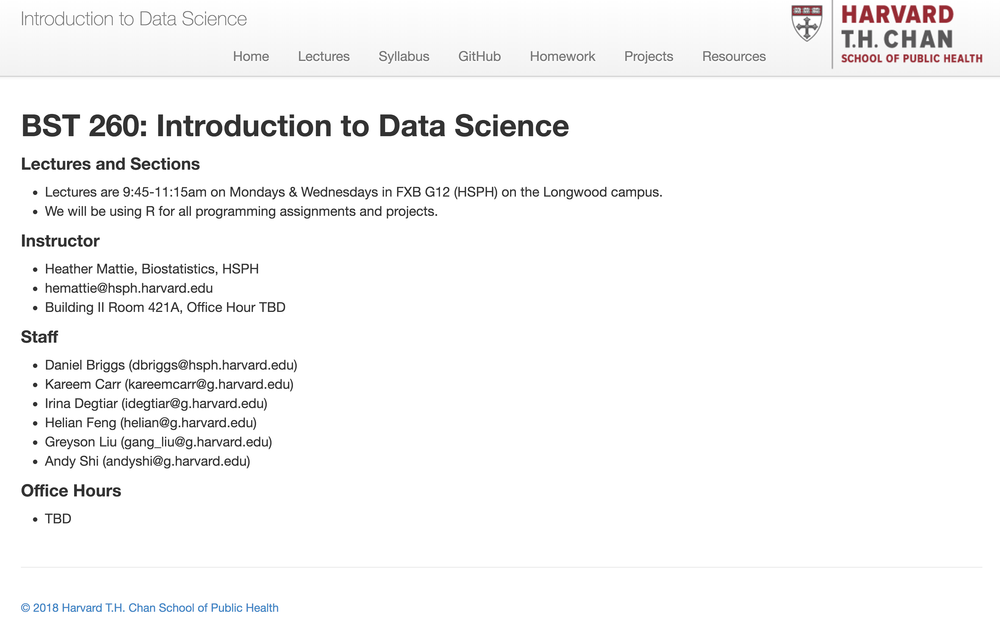 Introduction to Data Science
HARVARD
T.H. CHAN
SCHOOL OF PUBLIC HEALTH
Home Lectures Syllabus GitHub Homework Projects Resources
BST 260: Introduction to Data Science
Lectures and Sections
• Lectures are 9:45-11:15am on Mondays & Wednesdays in FXB G12 (HSPH) on the Longwood campus.
• We will be using R for all programming assignments and projects.
Instructor
• Heather Mattie, Biostatistics, HSPH
• hemattie@hsph.harvard.edu
• Building II Room 421A, Office Hour TBD
Staff
• Daniel Briggs (dbriggs@hsph.harvard.edu)
• Kareem Carr (kareemcarr@g.harvard.edu)
• Irina Degtiar (idegtiar@g.harvard.edu)
• Helian Feng (helian@g.harvard.edu)
• Greyson Liu (gang_liu@g.harvard.edu)
• Andy Shi (andyshi@g.harvard.edu)
Office Hours
• TBD
© 2018 Harvard T.H. Chan School of Public Health